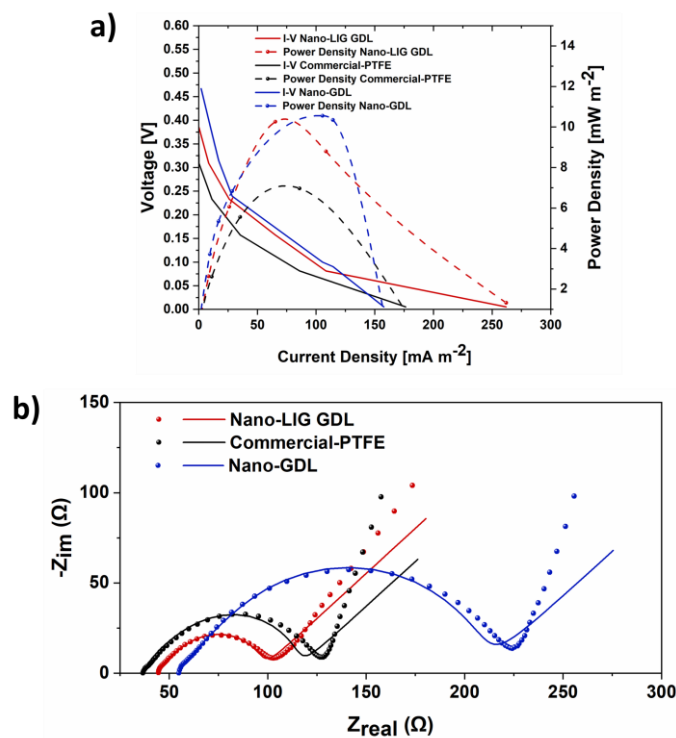 a)
I-V Nano-LIG GDL
Power Density Nano-LIG GDL
I-V Commercial-PTFE
Power Density Commercial-PTFE
I-V Nano-GDL
Power Density Nano-GDL
0.60
0.55
0.50
0.45
0.40
0.35
0.30
0.25
0.20
0.15
0.10
0.05
0.00
Voltage [V]
14
12
10
8
6
4
2
Power Density [mW m-2]
0 50 100 150 200 250 300
Current Density [mA m-2]
b)
Nano-LIG GDL
Commercial-PTFE
Nano-GDL
150
100
50
0
-Zim (Ω)
50 100 150 200 250 300
Zreal (Ω)